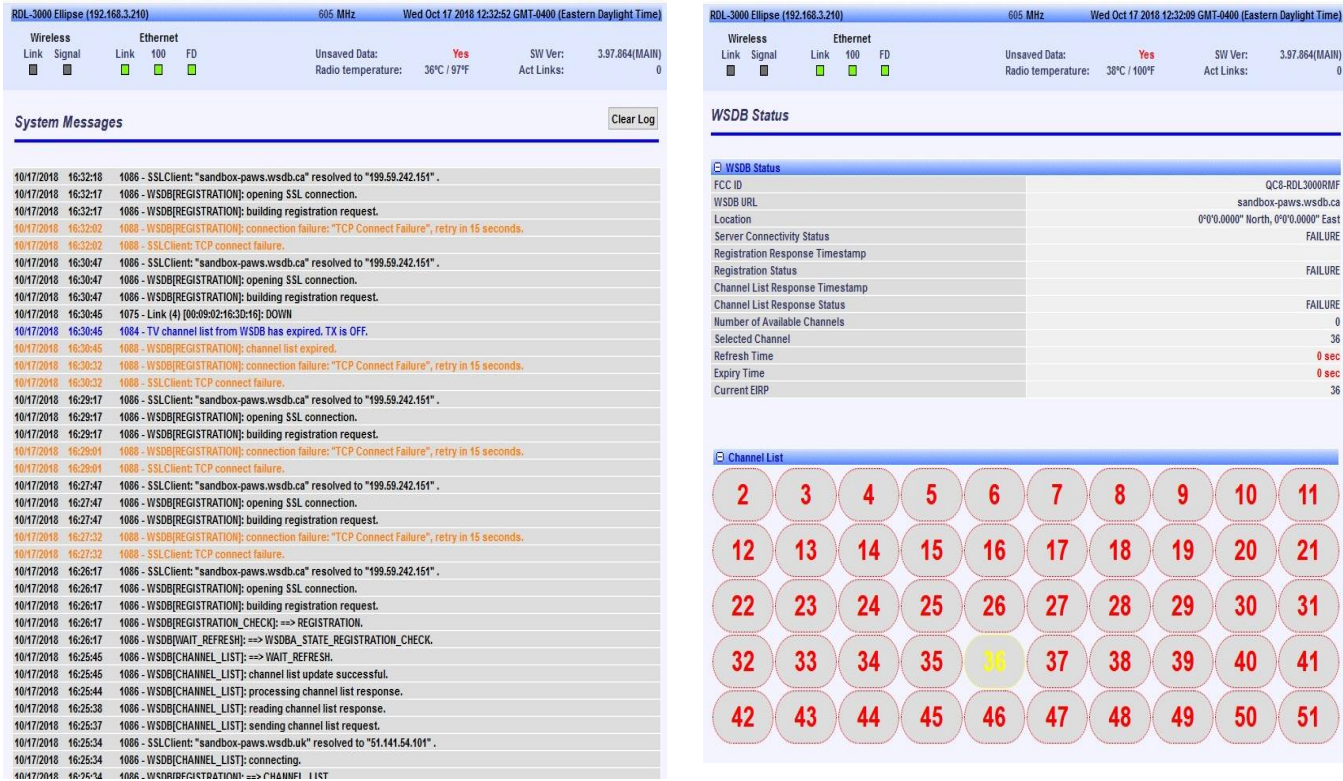 RDL-3000 Ellipse (192.168.3.210) 605 MHz Wed Oct 17 2018 12:32:52 GMT-0400 (Eastern Daylight Time)
Wireless Ethernet
Link Signal Link 100 FD Unsaved Data: Yes SW Ver: 3.97.864(MAIN)
Radio temperature: 36ºC / 97ºF Act Links: 0
System Messages Clear Log
10/17/2018 16:32:18 1086 - SSLClient: "sandbox-paws.wsdb.ca" resolved to "199.59.242.151" .
10/17/2018 16:32:17 1086 - WSDB[REGISTRATION]: opening SSL connection.
10/17/2018 16:32:17 1086 - WSDB[REGISTRATION]: building registration request.
10/17/2018 16:32:02 1088 - WSDB[REGISTRATION]: connection failure: "TCP Connect Failure", retry in 15 seconds.
10/17/2018 16:32:02 1088 - SSLClient: TCP connect failure.
10/17/2018 16:30:47 1086 - SSLClient: "sandbox-paws.wsdb.ca" resolved to "199.59.242.151" .
10/17/2018 16:30:47 1086 - WSDB[REGISTRATION]: opening SSL connection.
10/17/2018 16:30:47 1086 - WSDB[REGISTRATION]: building registration request.
10/17/2018 16:30:45 1075 - Link (4) [00:09:02:16:3D:16]: DOWN
10/17/2018 16:30:45 1084 - TV channel list from WSDB has expired. TX is OFF.
10/17/2018 16:30:45 1088 - WSDB[REGISTRATION]: channel list expired.
10/17/2018 16:30:32 1088 - WSDB[REGISTRATION]: connection failure: "TCP Connect Failure", retry in 15 seconds.
10/17/2018 16:30:32 1088 - SSLClient: TCP connect failure.
10/17/2018 16:29:17 1086 - SSLClient: "sandbox-paws.wsdb.ca" resolved to "199.59.242.151" .
10/17/2018 16:29:17 1086 - WSDB[REGISTRATION]: opening SSL connection.
10/17/2018 16:29:17 1086 - WSDB[REGISTRATION]: building registration request.
10/17/2018 16:29:01 1088 - WSDB[REGISTRATION]: connection failure: "TCP Connect Failure", retry in 15 seconds.
10/17/2018 16:29:01 1088 - SSLClient: TCP connect failure.
10/17/2018 16:27:47 1086 - SSLClient: "sandbox-paws.wsdb.ca" resolved to "199.59.242.151" .
10/17/2018 16:27:47 1086 - WSDB[REGISTRATION]: opening SSL connection.
10/17/2018 16:27:47 1086 - WSDB[REGISTRATION]: building registration request.
10/17/2018 16:27:32 1088 - WSDB[REGISTRATION]: connection failure: "TCP Connect Failure", retry in 15 seconds.
10/17/2018 16:27:32 1088 - SSLClient: TCP connect failure.
10/17/2018 16:26:17 1086 - SSLClient: "sandbox-paws.wsdb.ca" resolved to "199.59.242.151" .
10/17/2018 16:26:17 1086 - WSDB[REGISTRATION]: opening SSL connection.
10/17/2018 16:26:17 1086 - WSDB[REGISTRATION]: building registration request.
10/17/2018 16:26:17 1086 - WSDB[REGISTRATION_CHECK]: ==> REGISTRATION.
10/17/2018 16:26:17 1086 - WSDB[WAIT_REFRESH]: ==> WSDBA_STATE_REGISTRATION_CHECK.
10/17/2018 16:25:45 1086 - WSDB[CHANNEL_LIST]: ==> WAIT_REFRESH.
10/17/2018 16:25:45 1086 - WSDB[CHANNEL_LIST]: channel list update successful.
10/17/2018 16:25:44 1086 - WSDB[CHANNEL_LIST]: processing channel list response.
10/17/2018 16:25:38 1086 - WSDB[CHANNEL_LIST]: reading channel list response.
10/17/2018 16:25:37 1086 - WSDB[CHANNEL_LIST]: sending channel list request.
10/17/2018 16:25:34 1086 - SSLClient: "sandbox-paws.wsdb.uk" resolved to "51.141.54.101" .
10/17/2018 16:25:34 1086 - WSDB[CHANNEL_LIST]: connecting.
10/17/2018 16:25:34 1086 - WSDB[REGISTRATION]: ==> CHANNEL_LIST
RDL-3000 Ellipse (192.168.3.210) 605 MHz Wed Oct 17 2018 12:32:09 GMT-0400 (Eastern Daylight Time)
Wireless Ethernet
Link Signal Link 100 FD Unsaved Data: Yes SW Ver: 3.97.864(MAIN)
Radio temperature: 38ºC / 100ºF Act Links: 0
WSDB Status
WSDB Status
FCC ID QC8-RDL3000RMF
WSDB URL sandbox-paws.wsdb.ca
Location 0º0'0.0000" North, 0º0'0.0000" East
Server Connectivity Status FAILURE
Registration Response Timestamp
Registration Status FAILURE
Channel List Response Timestamp
Channel List Response Status FAILURE
Number of Available Channels 0
Selected Channel 36
Refresh Time 0 sec
Expiry Time 0 sec
Current EIRP 36
Channel List
2 3 4 5 6 7 8 9 10 11
12 13 14 15 16 17 18 19 20 21
22 23 24 25 26 27 28 29 30 31
32 33 34 35 36 37 38 39 40 41
42 43 44 45 46 47 48 49 50 51